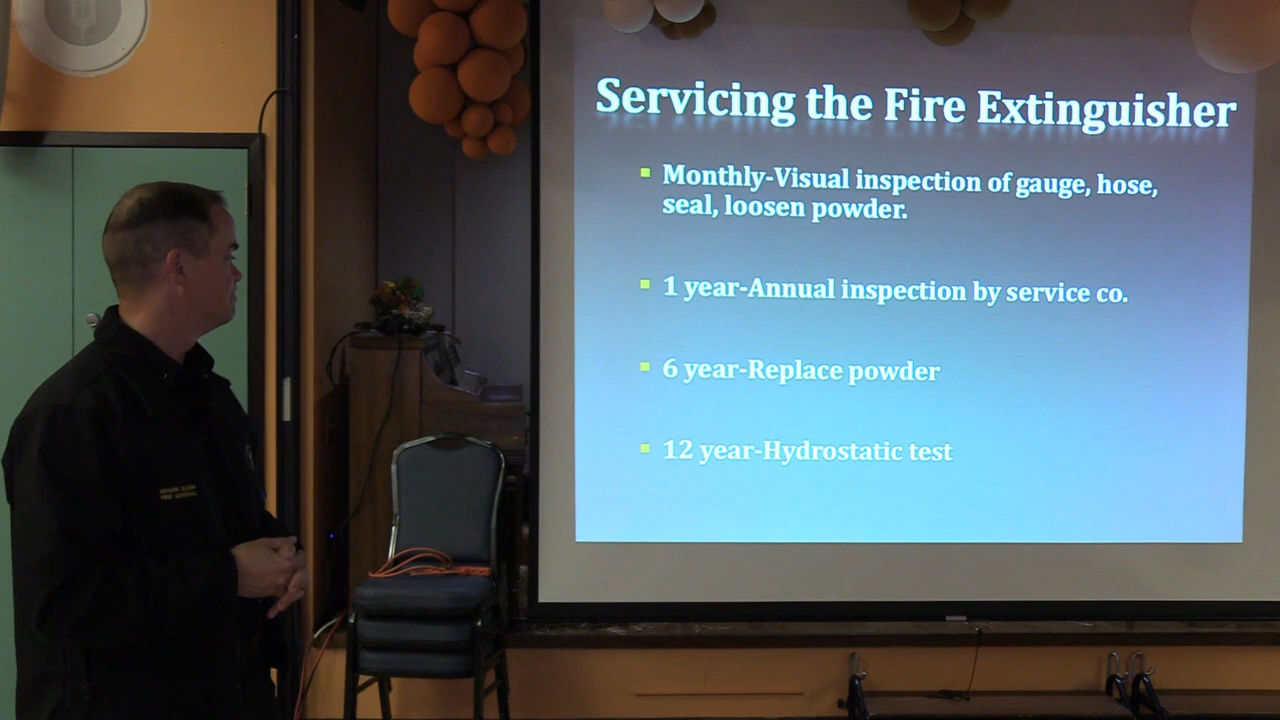 Servicing the Fire Extinguisher
Monthly-Visual inspection of gauge, hose,
seal, loosen powder.
1 year-Annual inspection by service co.
6 year-Replace powder
12 year-Hydrostatic test